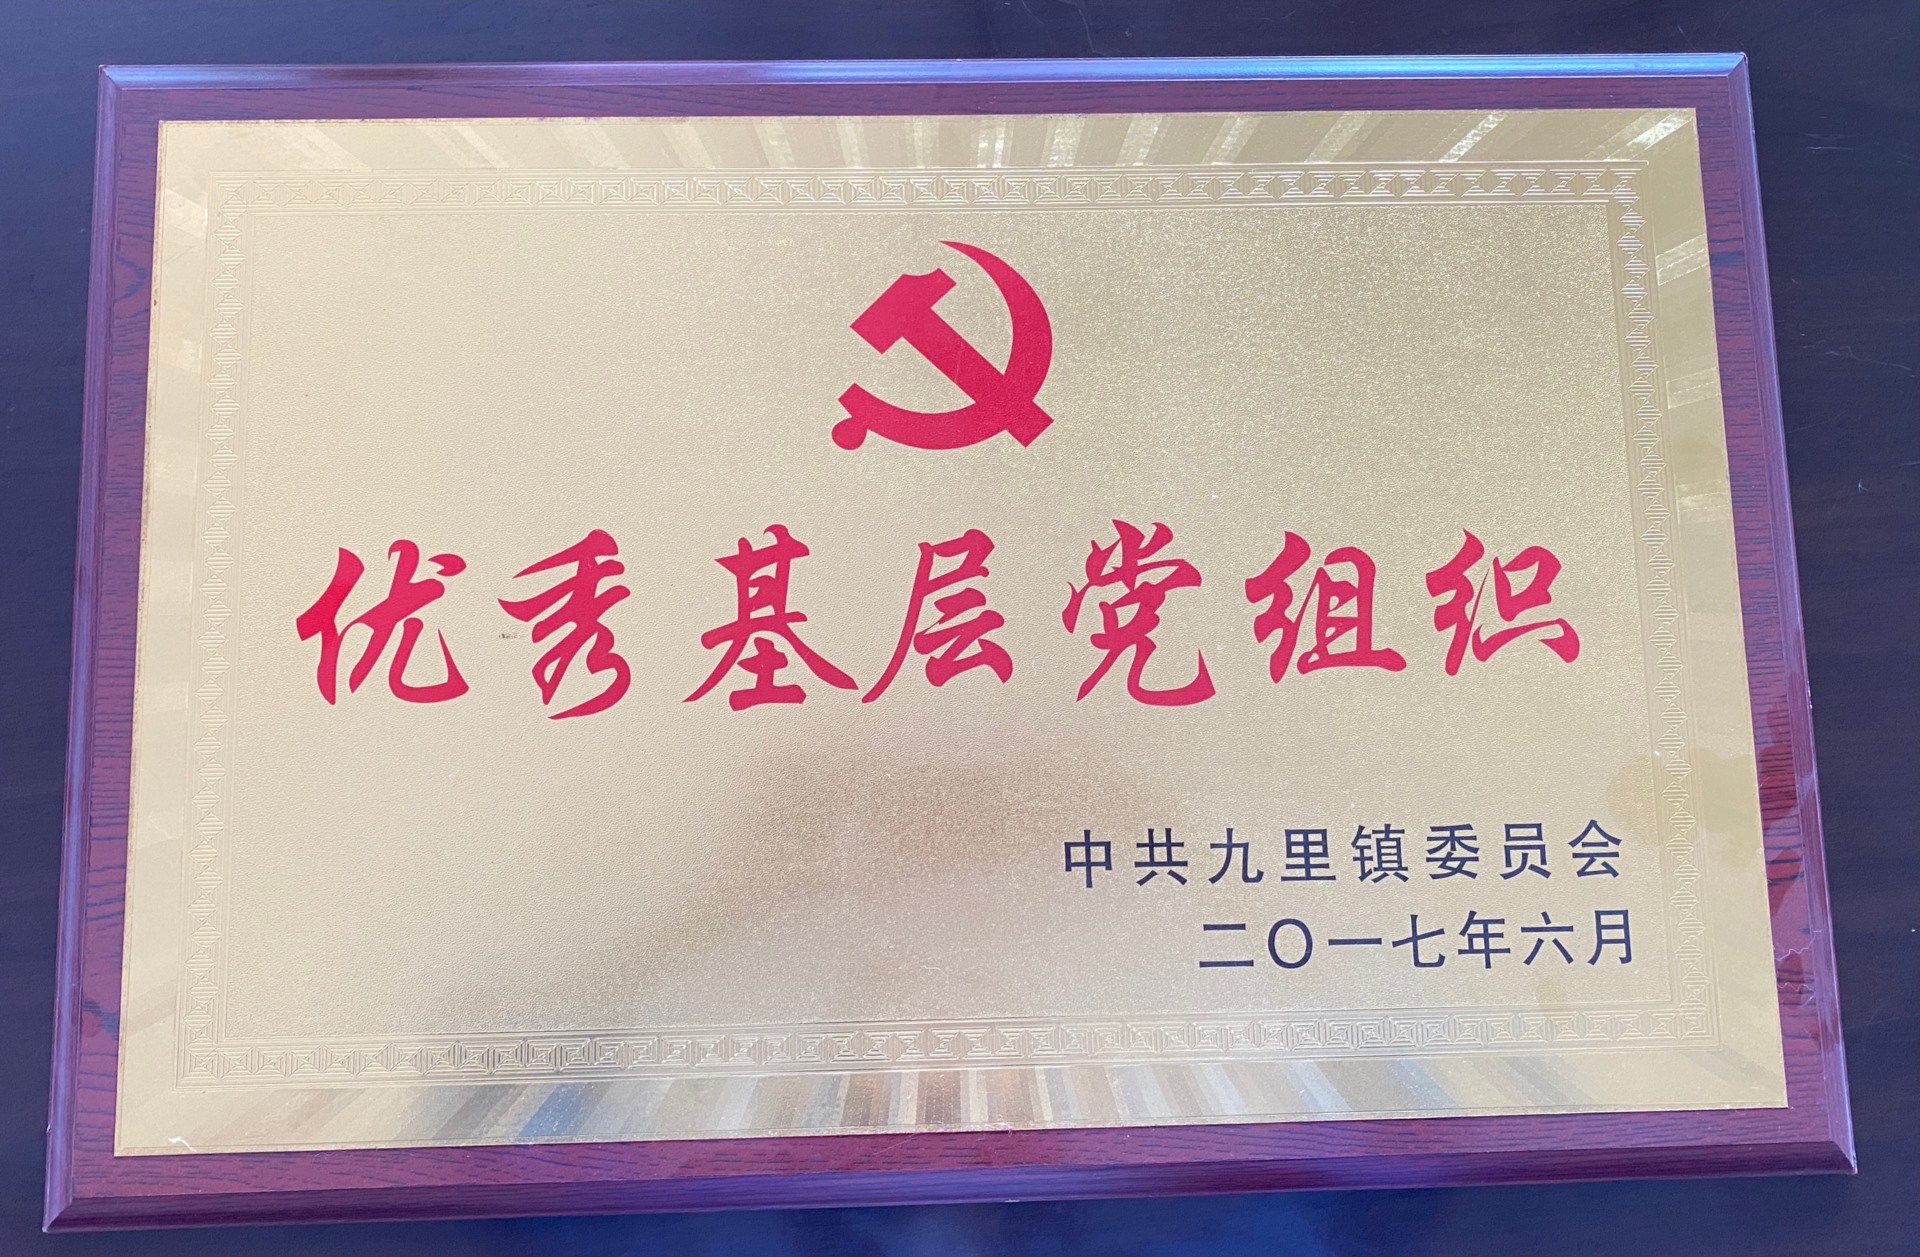 优秀基层党组织
中共九里镇委员会
二〇一七年六月